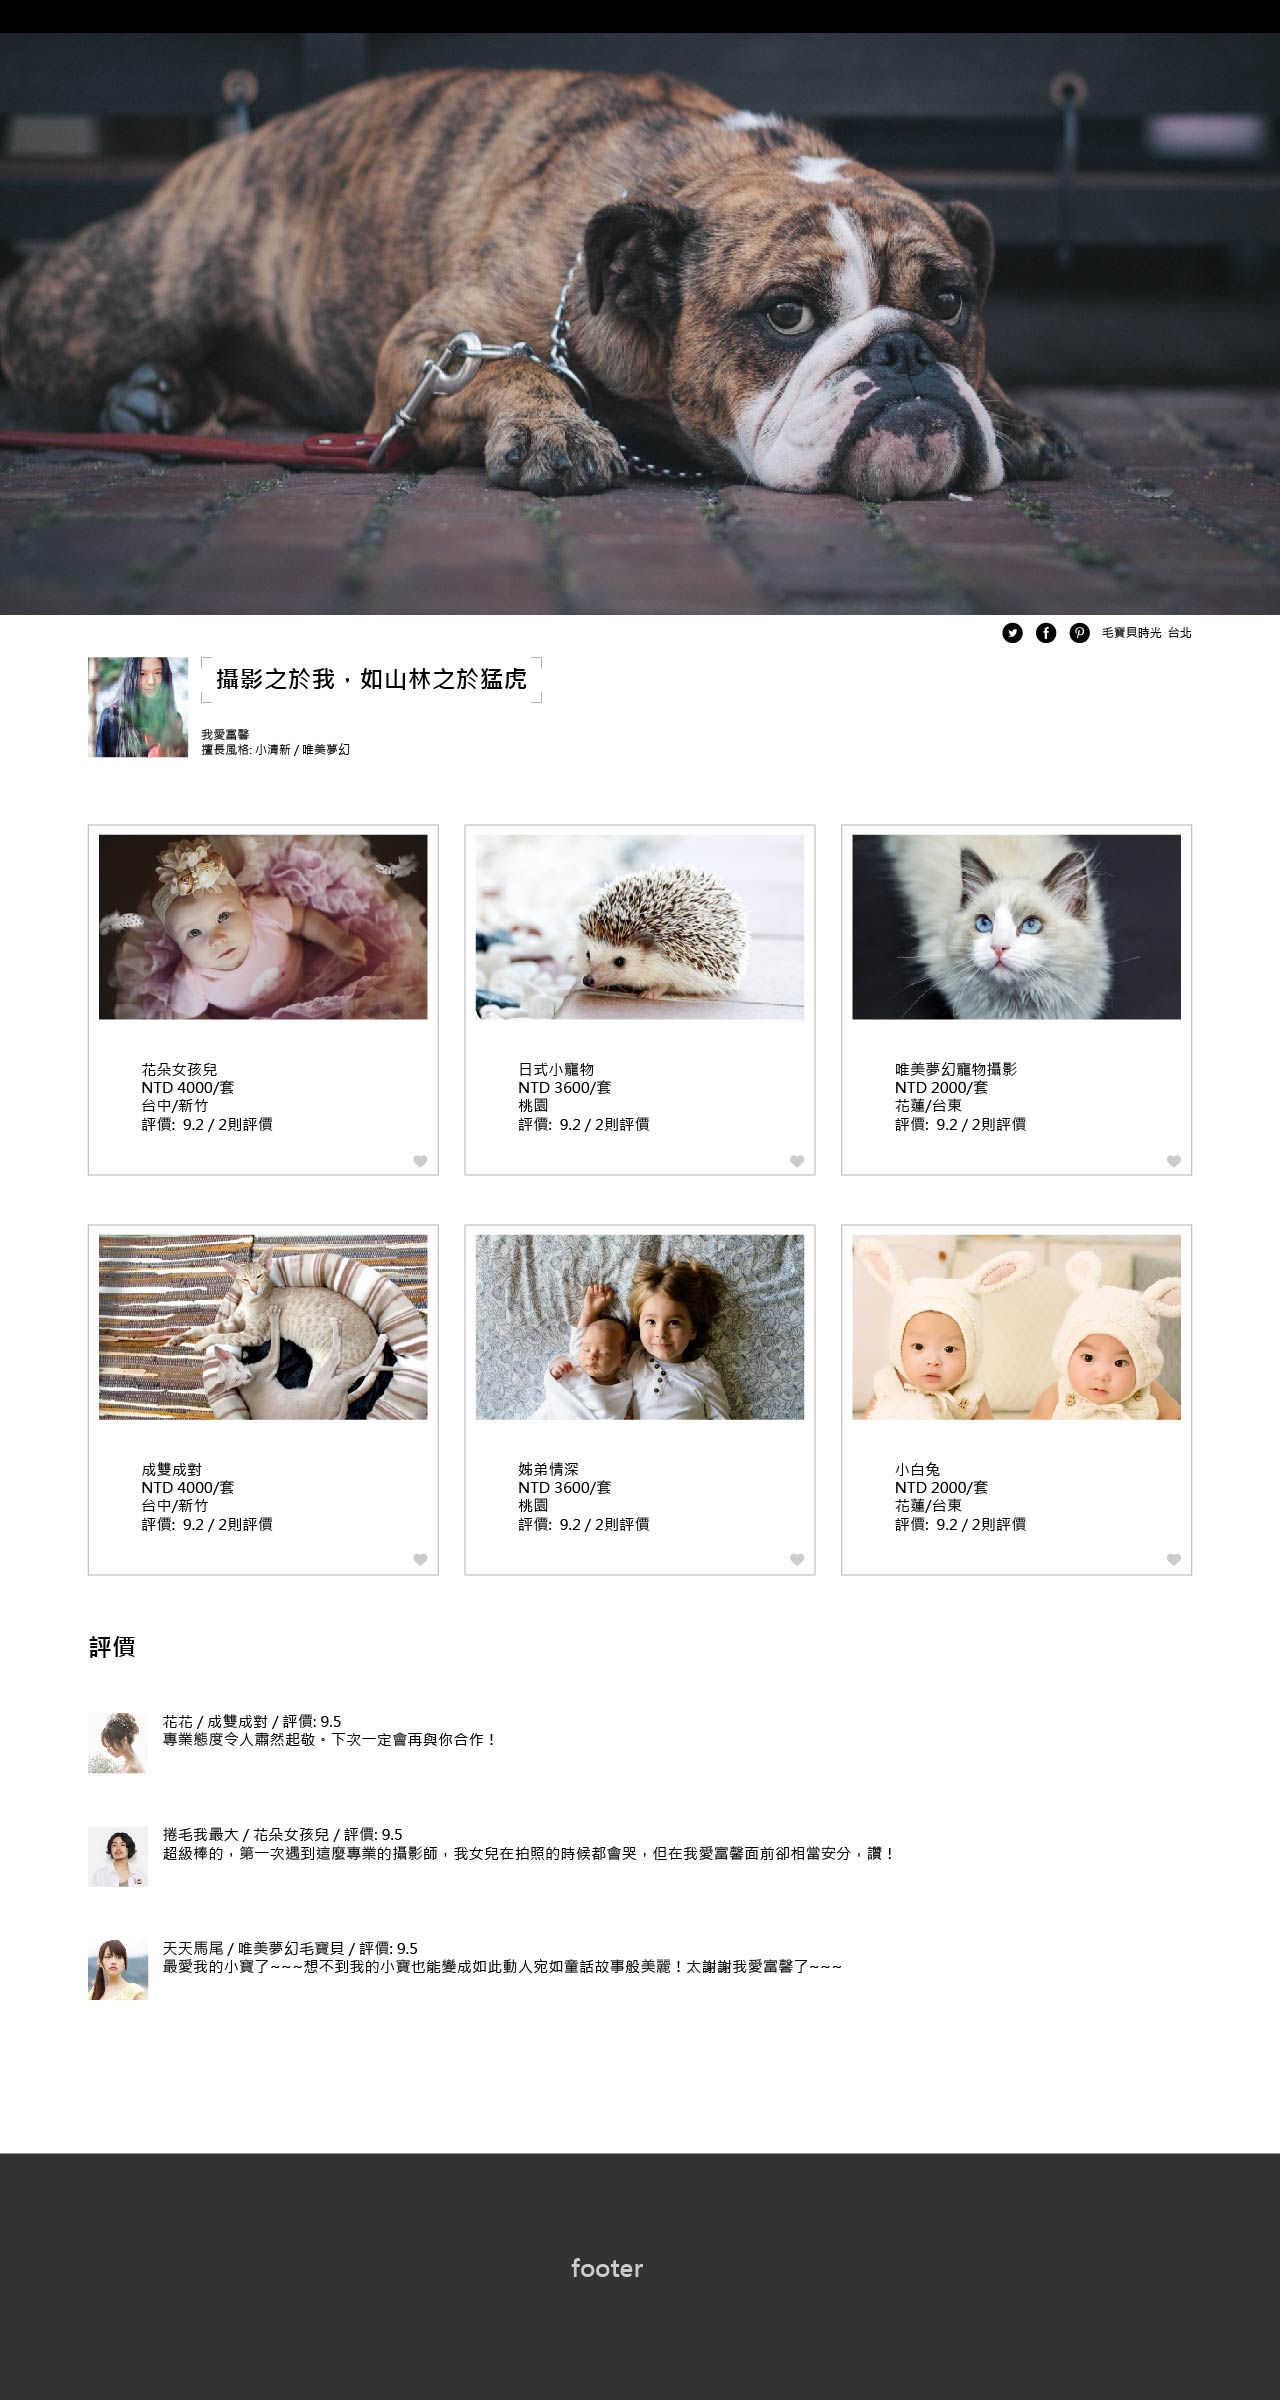 毛寶貝時光 台北
攝影之於我，如山林之於猛虎
我愛富馨
擅長風格: 小清新 / 唯美夢幻
花朵女孩兒
NTD 4000/套
台中/新竹
評價: 9.2 / 2則評價
日式小寵物
NTD 3600/套
桃園
評價: 9.2 / 2則評價
唯美夢幻寵物攝影
NTD 2000/套
花蓮/台東
評價: 9.2 / 2則評價
成雙成對
NTD 4000/套
台中/新竹
評價: 9.2 / 2則評價
姊弟情深
NTD 3600/套
桃園
評價: 9.2 / 2則評價
小白兔
NTD 2000/套
花蓮/台東
評價: 9.2 / 2則評價
評價
花花 / 成雙成對 / 評價: 9.5
專業態度令人肅然起敬。下次一定會再與你合作！
捲毛我最大 / 花朵女孩兒 / 評價: 9.5
超級棒的，第一次遇到這麼專業的攝影師，我女兒在拍照的時候都會哭，但在我愛富馨面前卻相當安分，讚！
天天馬尾 / 唯美夢幻毛寶貝 / 評價: 9.5
最愛我的小寶了~~~想不到我的小寶也能變成如此動人宛如童話故事般美麗！太謝謝我愛富馨了~~~
footer